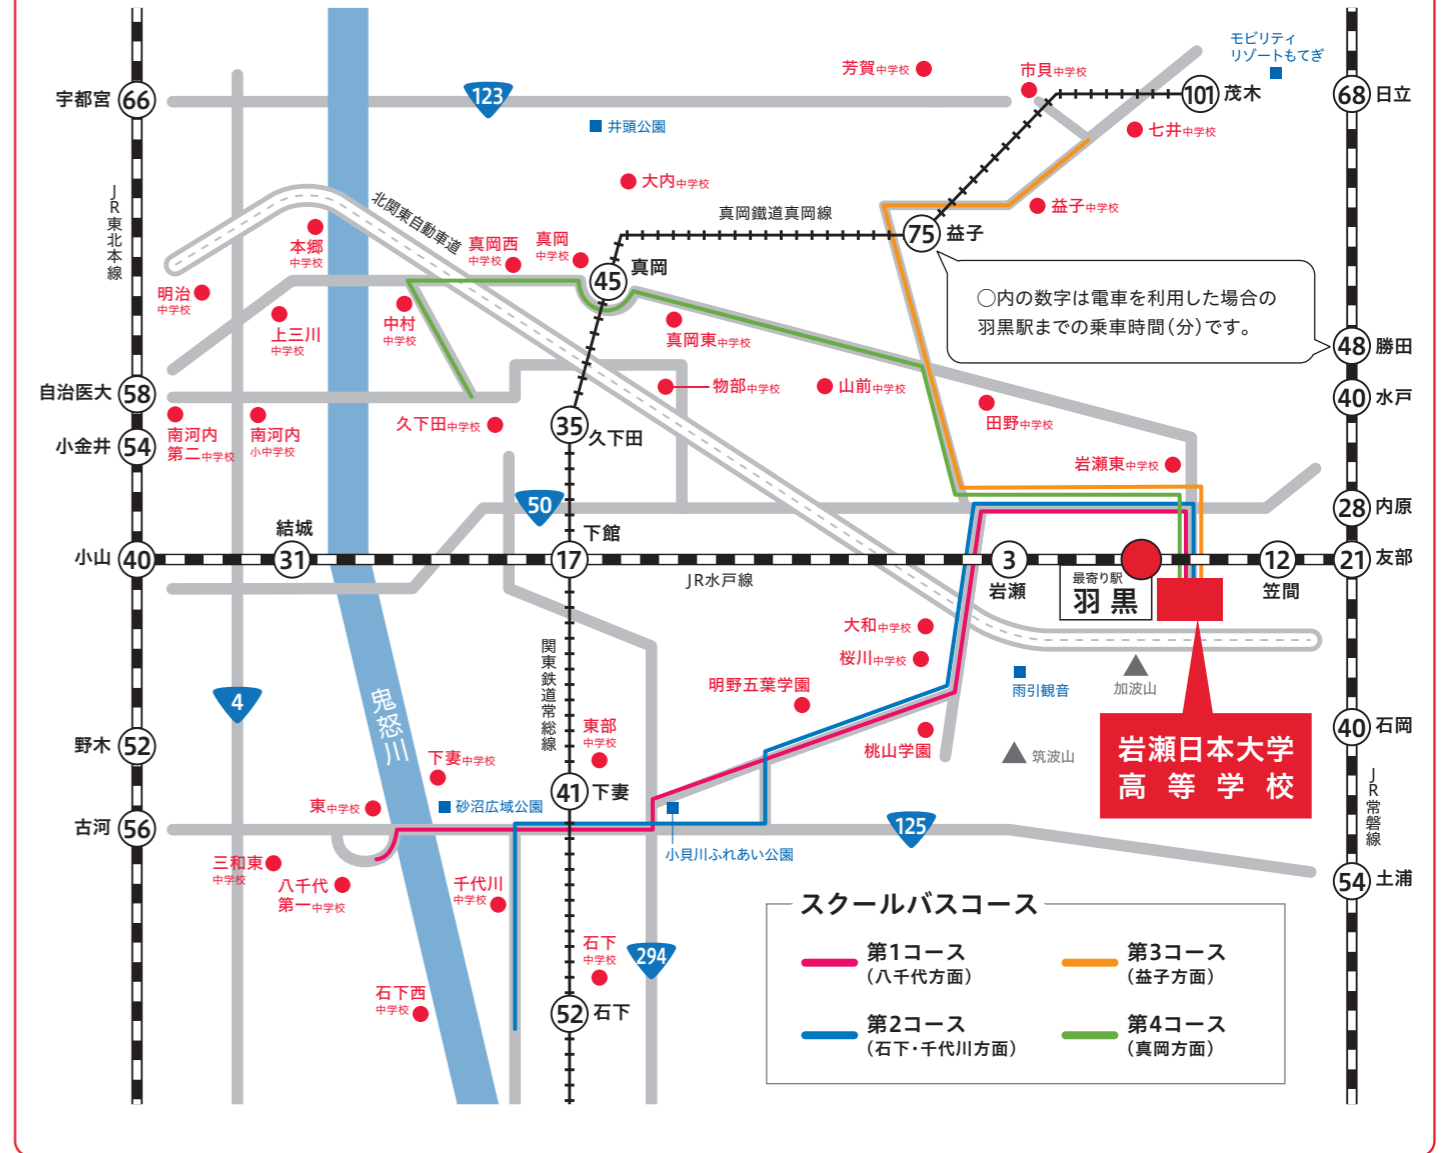 モビリティ
リゾートもてぎ
芳賀中学校
市貝中学校
宇都宮
66
123
101
茂木
68
日立
井頭公園
七井中学校
大内中学校
JR東北本線
北関東自動車道
真岡鐵道真岡線
益子中学校
本郷
中学校
真岡西
中学校
真岡
中学校
75
益子
45
真岡
明治
中学校
上三川
中学校
中村
中学校
○内の数字は電車を利用した場合の
羽黒駅までの乗車時間(分)です。
真岡東中学校
48
勝田
自治医大
58
物部中学校
山前中学校
40
水戸
南河内
第二中学校
南河内
小中学校
久下田中学校
35
久下田
田野中学校
小金井
54
岩瀬東中学校
50
28
内原
結城
下館
小山
40
31
17
JR水戸線
3
岩瀬
最寄り駅
羽黒
12
笠間
21
友部
大和中学校
桜川中学校
関東鉄道常総線
明野五葉学園
雨引観音
加波山
4
鬼怒川
東部
中学校
桃山学園
筑波山
岩瀬日本大学
高等学校
40
石岡
野木
52
下妻中学校
41
下妻
東中学校
砂沼広域公園
JR常磐線
古河
56
125
小貝川ふれあい公園
三和東
中学校
八千代
第一中学校
千代川
中学校
54
土浦
スクールバスコース
石下
中学校
294
第1コース
(八千代方面)
第3コース
(益子方面)
石下西
中学校
52
石下
第2コース
(石下・千代川方面)
第4コース
(真岡方面)